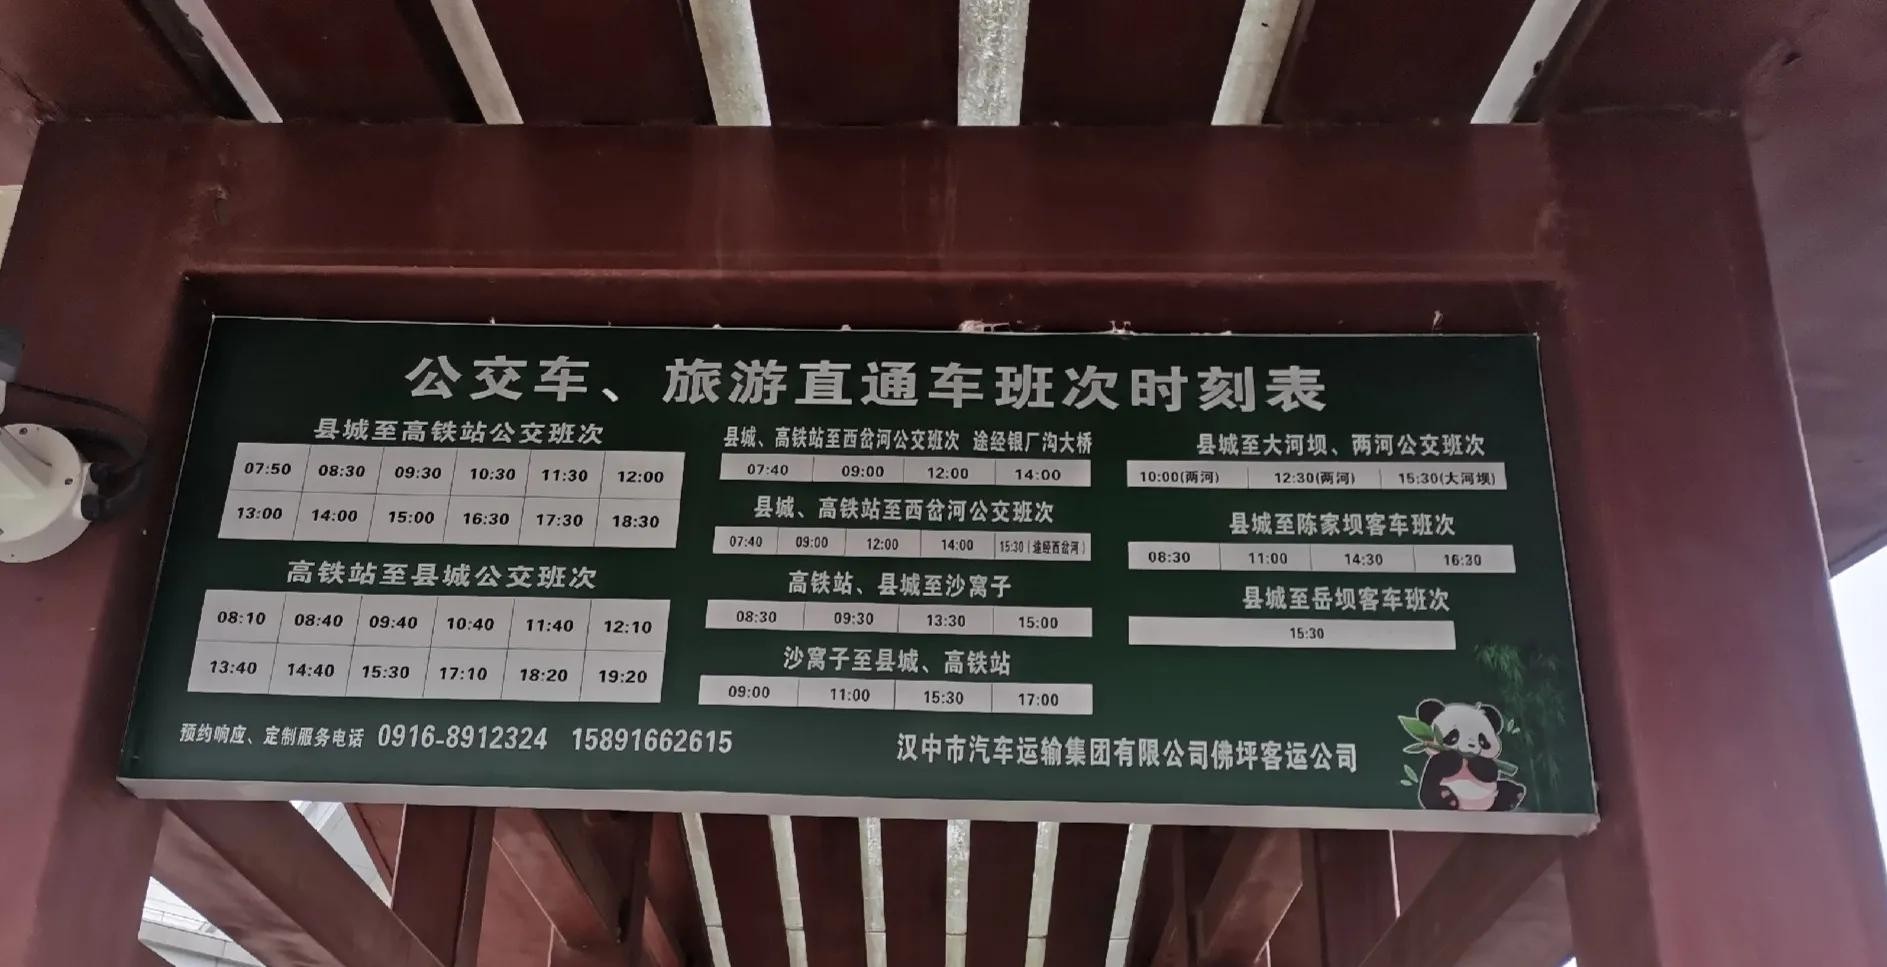 公交车、旅游直通车班次时刻表
县城至高铁站公交班次
07:50 08:30 09:30 10:30 11:30 12:00
13:00 14:00 15:00 16:30 17:30 18:30
高铁站至县城公交班次
08:10 08:40 09:40 10:40 11:40 12:10
13:40 14:40 15:30 17:10 18:20 19:20
县城、高铁站至西岔河公交班次 途经银厂沟大桥
07:40 09:00 12:00 14:00
县城、高铁站至西岔河公交班次
07:40 09:00 12:00 14:00 15:30(途经西岔河)
高铁站、县城至沙窝子
08:30 09:30 13:30 15:00
沙窝子至县城、高铁站
09:00 11:00 15:30 17:00
县城至大河坝、两河公交班次
10:00(两河) 12:30(两河) 15:30(大河坝)
县城至陈家坝客车班次
08:30 11:00 14:30 16:30
县城至岳坝客车班次
15:30
预约响应、定制服务电话 0916-8912324 15891662615
汉中市汽车运输集团有限公司佛坪客运公司